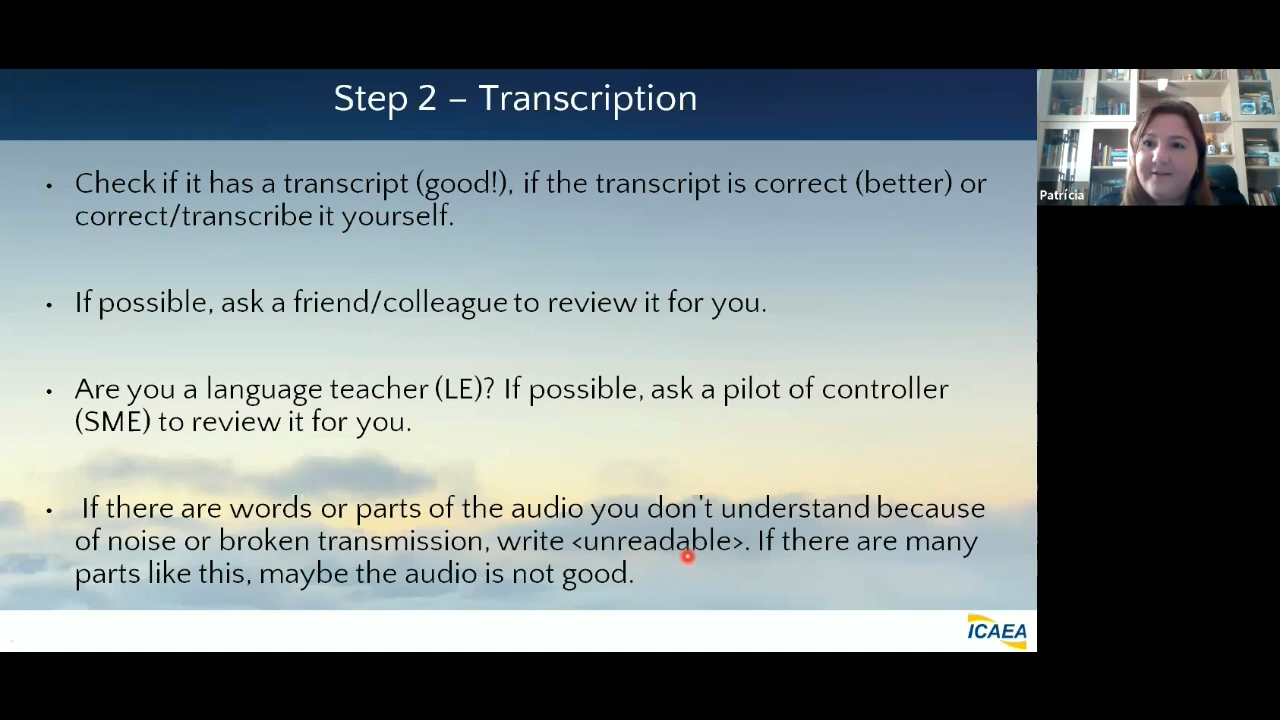 Step 2 – Transcription
• Check if it has a transcript (good!), if the transcript is correct (better) or
correct/transcribe it yourself.
• If possible, ask a friend/colleague to review it for you.
• Are you a language teacher (LE)? If possible, ask a pilot of controller
(SME) to review it for you.
• If there are words or parts of the audio you don't understand because
of noise or broken transmission, write <unreadable>. If there are many
parts like this, maybe the audio is not good.
ICAEA
Patrícia